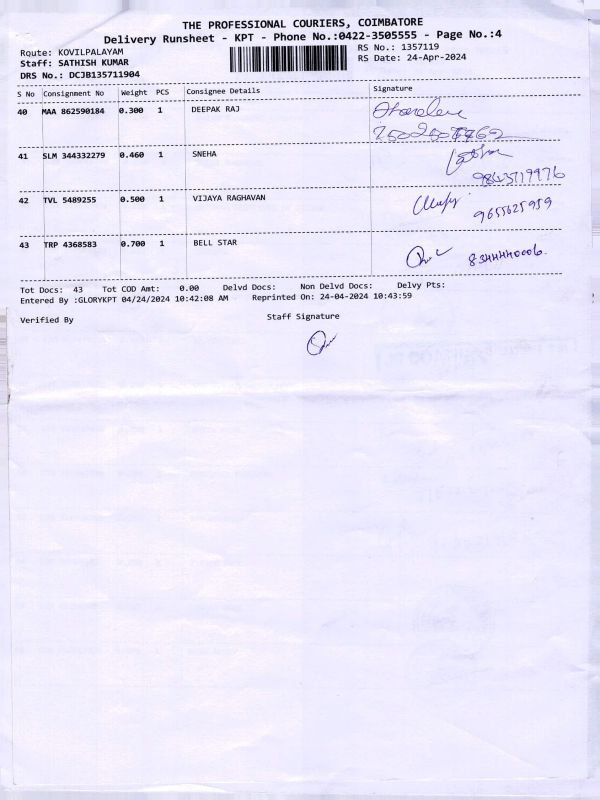 THE PROFESSIONAL COURIERS, COIMBATORE
Delivery Runsheet - KPT - Phone No.:0422-3505555 - Page No.:4
Route: KOVILPALAYAM RS No.: 1357119
Staff: SATHISH KUMAR RS Date: 24-Apr-2024
DRS No.: DCJB135711904
S No Consignment No Weight PCS Consignee Details Signature
40 MAA 862590184 0.300 1 DEEPAK RAJ
41 SLM 344332279 0.460 1 SNEHA
9843719976
42 TVL 5489255 0.500 1 VIJAYA RAGHAVAN
9655625959
43 TRP 4368583 0.700 1 BELL STAR
8344440006.
Tot Docs: 43 Tot COD Amt: 0.00 Delvd Docs: Non Delvd Docs: Delvy Pts:
Entered By :GLORYKPT 04/24/2024 10:42:08 AM Reprinted On: 24-04-2024 10:43:59
Verified By Staff Signature